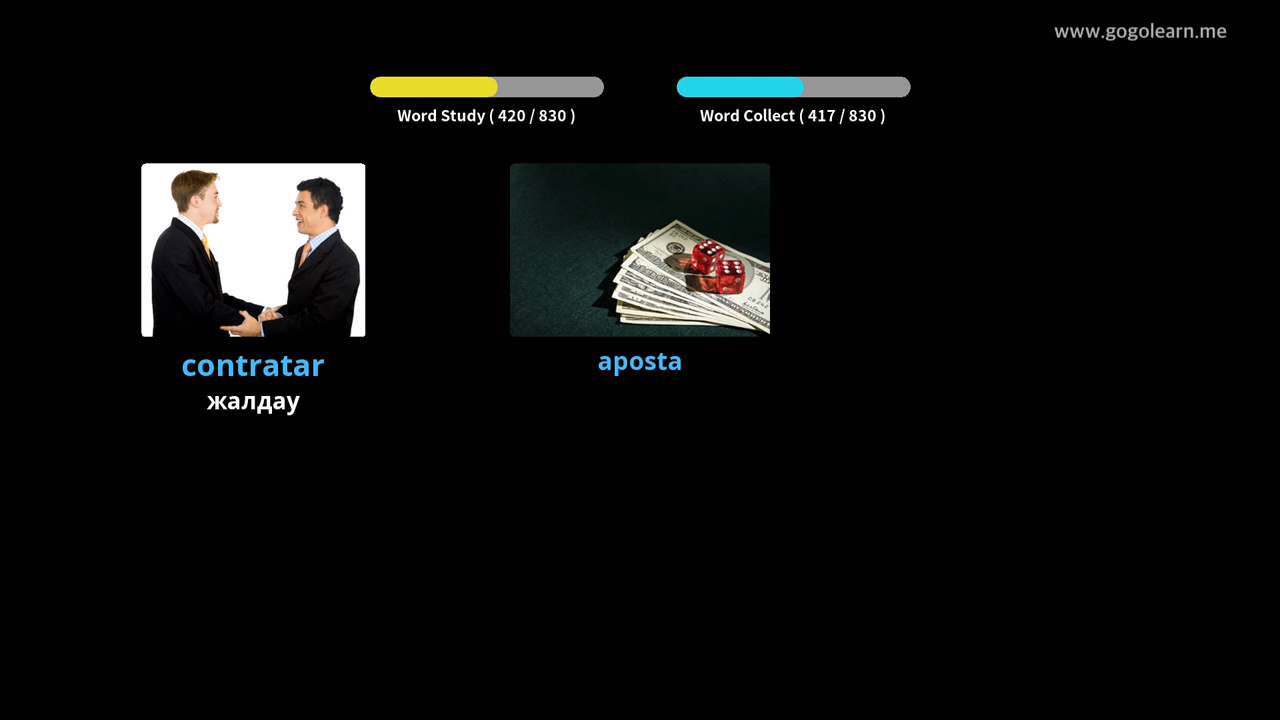 www.gogolearn.me
Word Study ( 420 / 830 )
Word Collect ( 417 / 830 )
contratar
жалдау
aposta